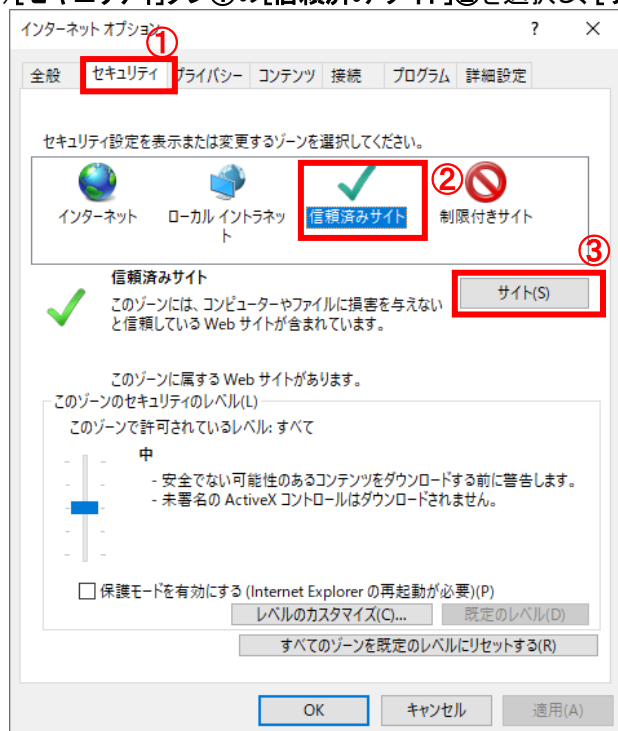 インターネット オプション ? ×
①
全般 セキュリティ プライバシー コンテンツ 接続 プログラム 詳細設定
セキュリティ設定を表示または変更するゾーンを選択してください。
②
インターネット ローカル イントラネット 信頼済みサイト 制限付きサイト
③
信頼済みサイト
サイト(S)
このゾーンには、コンピューターやファイルに損害を与えない
と信頼している Web サイトが含まれています。
このゾーンに属する Web サイトがあります。
このゾーンのセキュリティのレベル(L)
このゾーンで許可されているレベル: すべて
中
- 安全でない可能性のあるコンテンツをダウンロードする前に警告します。
- 未署名の ActiveX コントロールはダウンロードされません。
保護モードを有効にする (Internet Explorer の再起動が必要)(P)
レベルのカスタマイズ(C)... 既定のレベル(D)
すべてのゾーンを既定のレベルにリセットする(R)
OK キャンセル 適用(A)